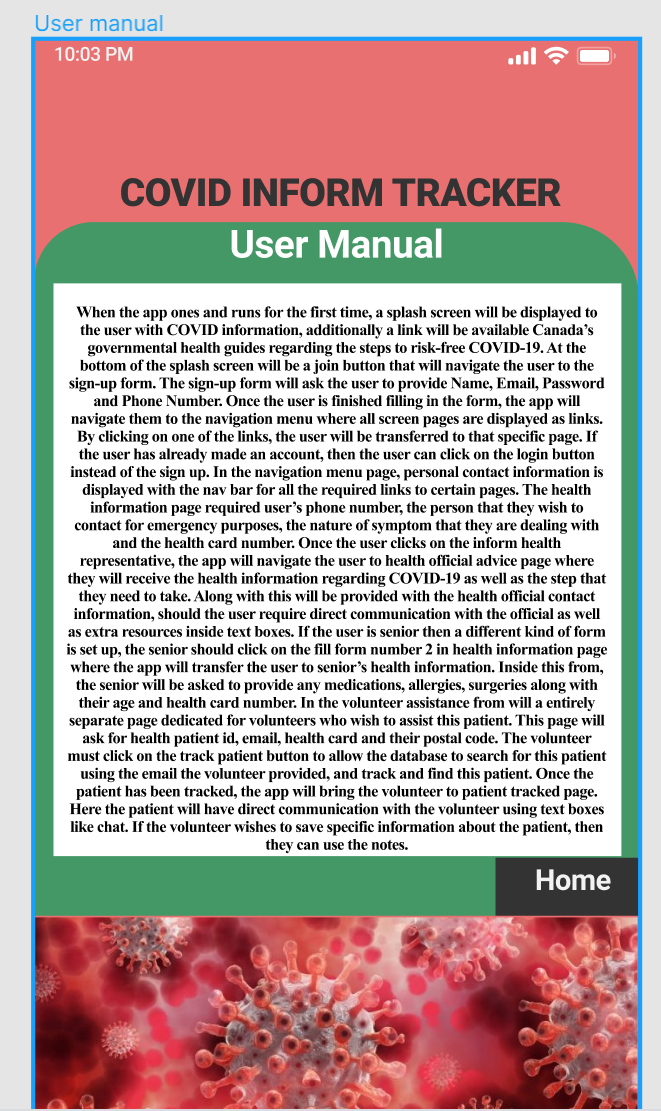 User manual
10:03 PM
COVID INFORM TRACKER
User Manual
When the app ones and runs for the first time, a splash screen will be displayed to
the user with COVID information, additionally a link will be available Canada's
governmental health guides regarding the steps to risk-free COVID-19. At the
bottom of the splash screen will be a join button that will navigate the user to the
sign-up form. The sign-up form will ask the user to provide Name, Email, Password
and Phone Number. Once the user is finished filling in the form, the app will
navigate them to the navigation menu where all screen pages are displayed as links.
By clicking on one of the links, the user will be transferred to that specific page. If
the user has already made an account, then the user can click on the login button
instead of the sign up. In the navigation menu page, personal contact information is
displayed with the nav bar for all the required links to certain pages. The health
information page required user's phone number, the person that they wish to
contact for emergency purposes, the nature of symptom that they are dealing with
and the health card number. Once the user clicks on the inform health
representative, the app will navigate the user to health official advice page where
they will receive the health information regarding COVID-19 as well as the step that
they need to take. Along with this will be provided with the health official contact
information, should the user require direct communication with the official as well
as extra resources inside text boxes. If the user is senior then a different kind of form
is set up, the senior should click on the fill form number 2 in health information page
where the app will transfer the user to senior's health information. Inside this from,
the senior will be asked to provide any medications, allergies, surgeries along with
their age and health card number. In the volunteer assistance from will a entirely
separate page dedicated for volunteers who wish to assist this patient. This page will
ask for health patient id, email, health card and their postal code. The volunteer
must click on the track patient button to allow the database to search for this patient
using the email the volunteer provided, and track and find this patient. Once the
patient has been tracked, the app will bring the volunteer to patient tracked page.
Here the patient will have direct communication with the volunteer using text boxes
like chat. If the volunteer wishes to save specific information about the patient, then
they can use the notes.
Home